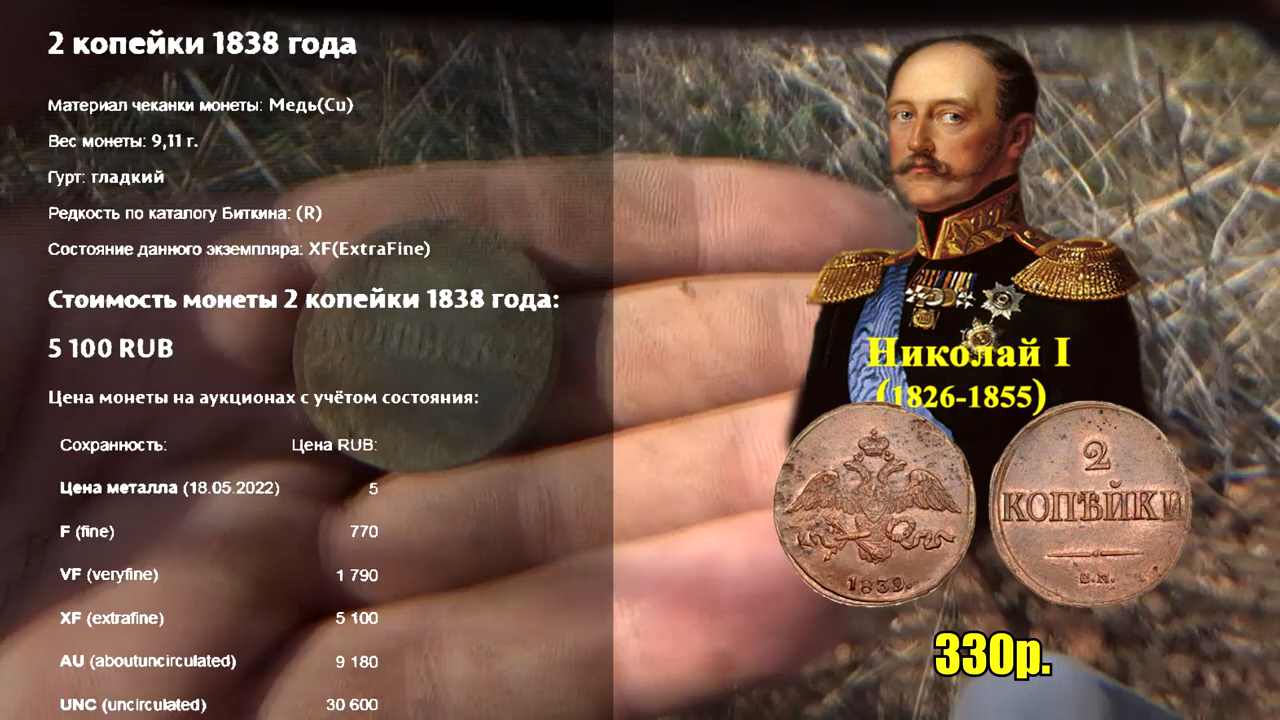 2 копейки 1838 года
Материал чеканки монеты: Медь(Cu)
Вес монеты: 9,11 г.
Гурт: гладкий
Редкость по каталогу Биткина: (R)
Состояние данного экземпляра: XF(ExtraFine)
Стоимость монеты 2 копейки 1838 года:
5 100 RUB
Цена монеты на аукционах с учётом состояния:
Сохранность: Цена RUB:
Цена металла (18.05.2022) 5
F (fine) 770
VF (veryfine) 1 790
XF (extrafine) 5 100
AU (aboutuncirculated) 9 180
UNC (uncirculated) 30 600
Николай I
(1826-1855)
1839.
2
КОПѢЙКИ
Е.М.
330р.